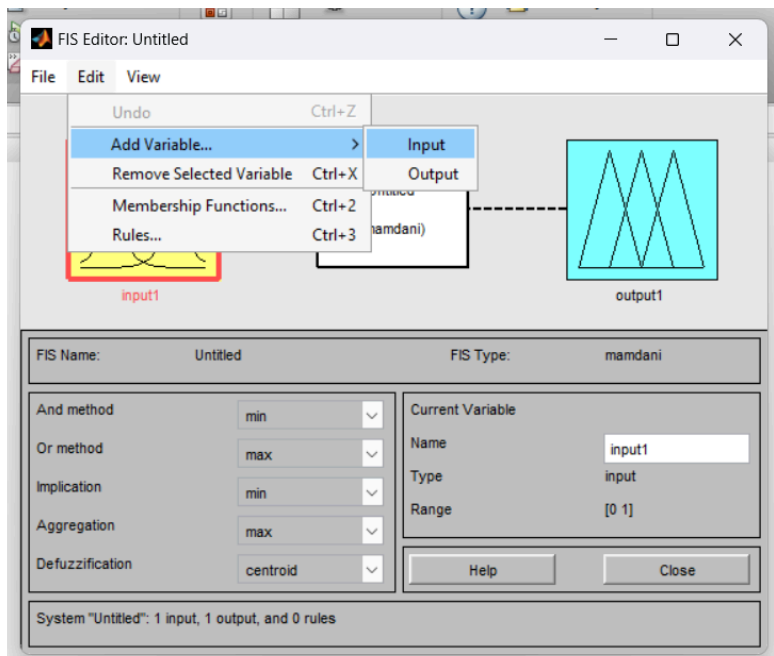 FIS Editor: Untitled
File Edit View
Undo Ctrl+Z
Add Variable... > Input
Output
Remove Selected Variable Ctrl+X
Membership Functions... Ctrl+2
Rules... Ctrl+3
input1
output1
FIS Name: Untitled FIS Type: mamdani
And method min
Or method max
Implication min
Aggregation max
Defuzzification centroid
Current Variable
Name input1
Type input
Range [0 1]
Help Close
System "Untitled": 1 input, 1 output, and 0 rules